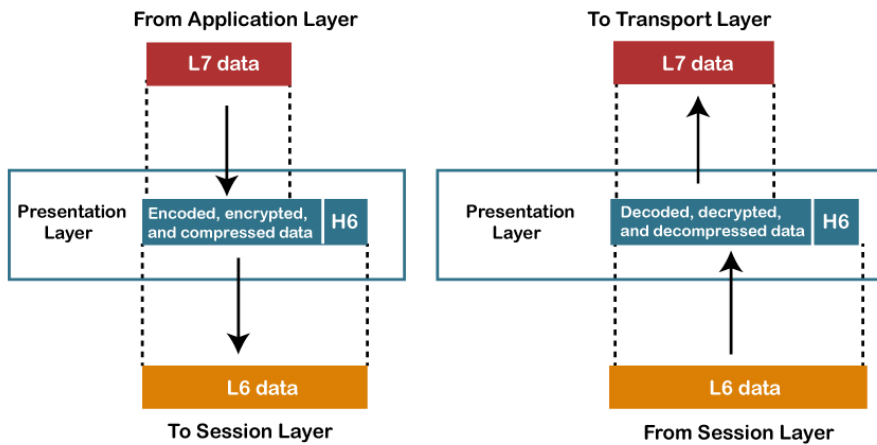 From Application Layer
L7 data
Presentation
Layer
Encoded, encrypted,
and compressed data
H6
L6 data
To Session Layer
To Transport Layer
L7 data
Presentation
Layer
Decoded, decrypted,
and decompressed data
H6
L6 data
From Session Layer